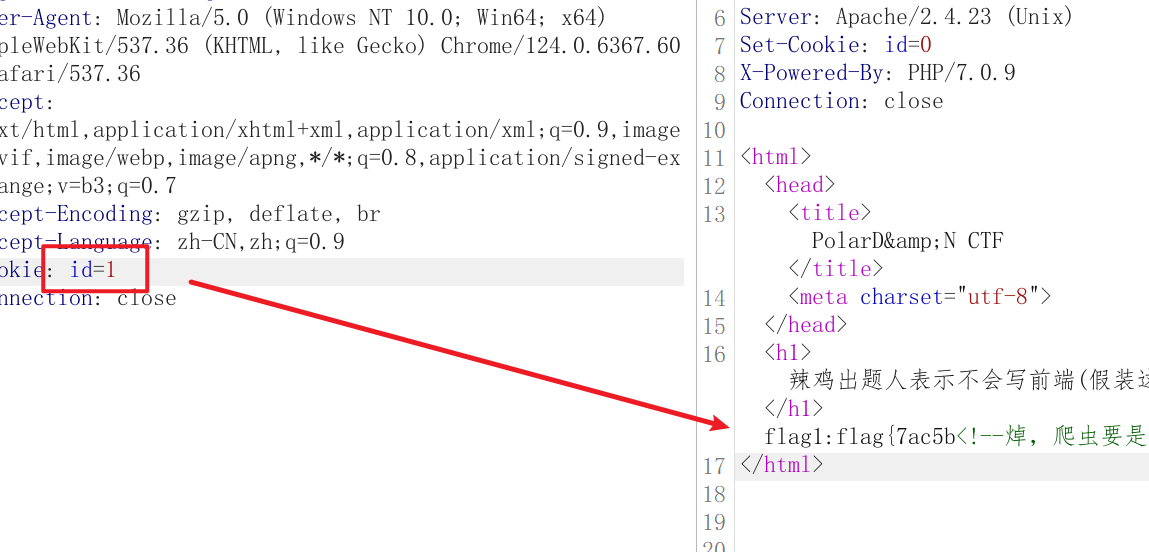 er-Agent: Mozilla/5.0 (Windows NT 10.0; Win64; x64)
pleWebKit/537.36 (KHTML, like Gecko) Chrome/124.0.6367.60
afari/537.36
cept:
xt/html,application/xhtml+xml,application/xml;q=0.9,image
vif,image/webp,image/apng,*/*;q=0.8,application/signed-ex
ange;v=b3;q=0.7
cept-Encoding: gzip, deflate, br
cept-Language: zh-CN,zh;q=0.9
okie: id=1
nnection: close
6 Server: Apache/2.4.23 (Unix)
7 Set-Cookie: id=0
8 X-Powered-By: PHP/7.0.9
9 Connection: close
10
11 <html>
12 <head>
13 <title>
PolarD&amp;N CTF
</title>
14 <meta charset="utf-8">
15 </head>
16 <h1>
辣鸡出题人表示不会写前端(假装这
</h1>
flag1:flag{7ac5b<!--焯，爬虫要是
17 </html>
18
19
20